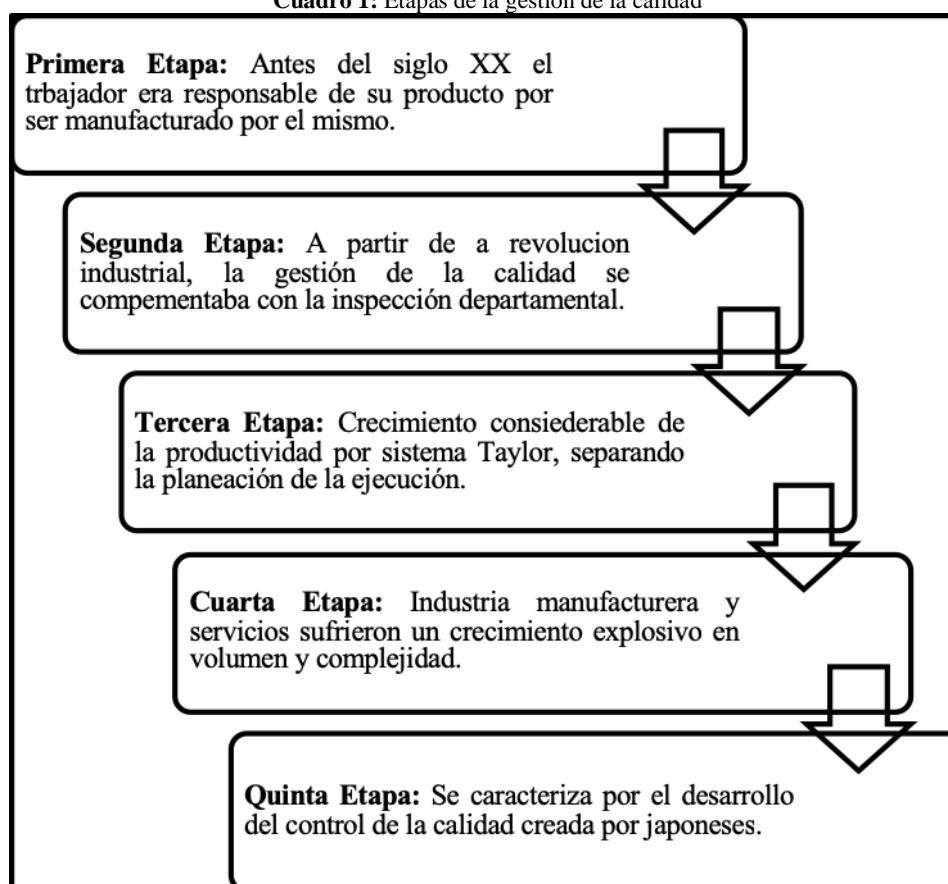 Cuadro 1: Etapas de la gestión de la calidad
Primera Etapa: Antes del siglo XX el
trbajador era responsable de su producto por
ser manufacturado por el mismo.
Segunda Etapa: A partir de a revolucion
industrial, la gestión de la calidad se
compementaba con la inspección departamental.
Tercera Etapa: Crecimiento consiederable de
la productividad por sistema Taylor, separando
la planeación de la ejecución.
Cuarta Etapa: Industria manufacturera y
servicios sufrieron un crecimiento explosivo en
volumen y complejidad.
Quinta Etapa: Se caracteriza por el desarrollo
del control de la calidad creada por japoneses.